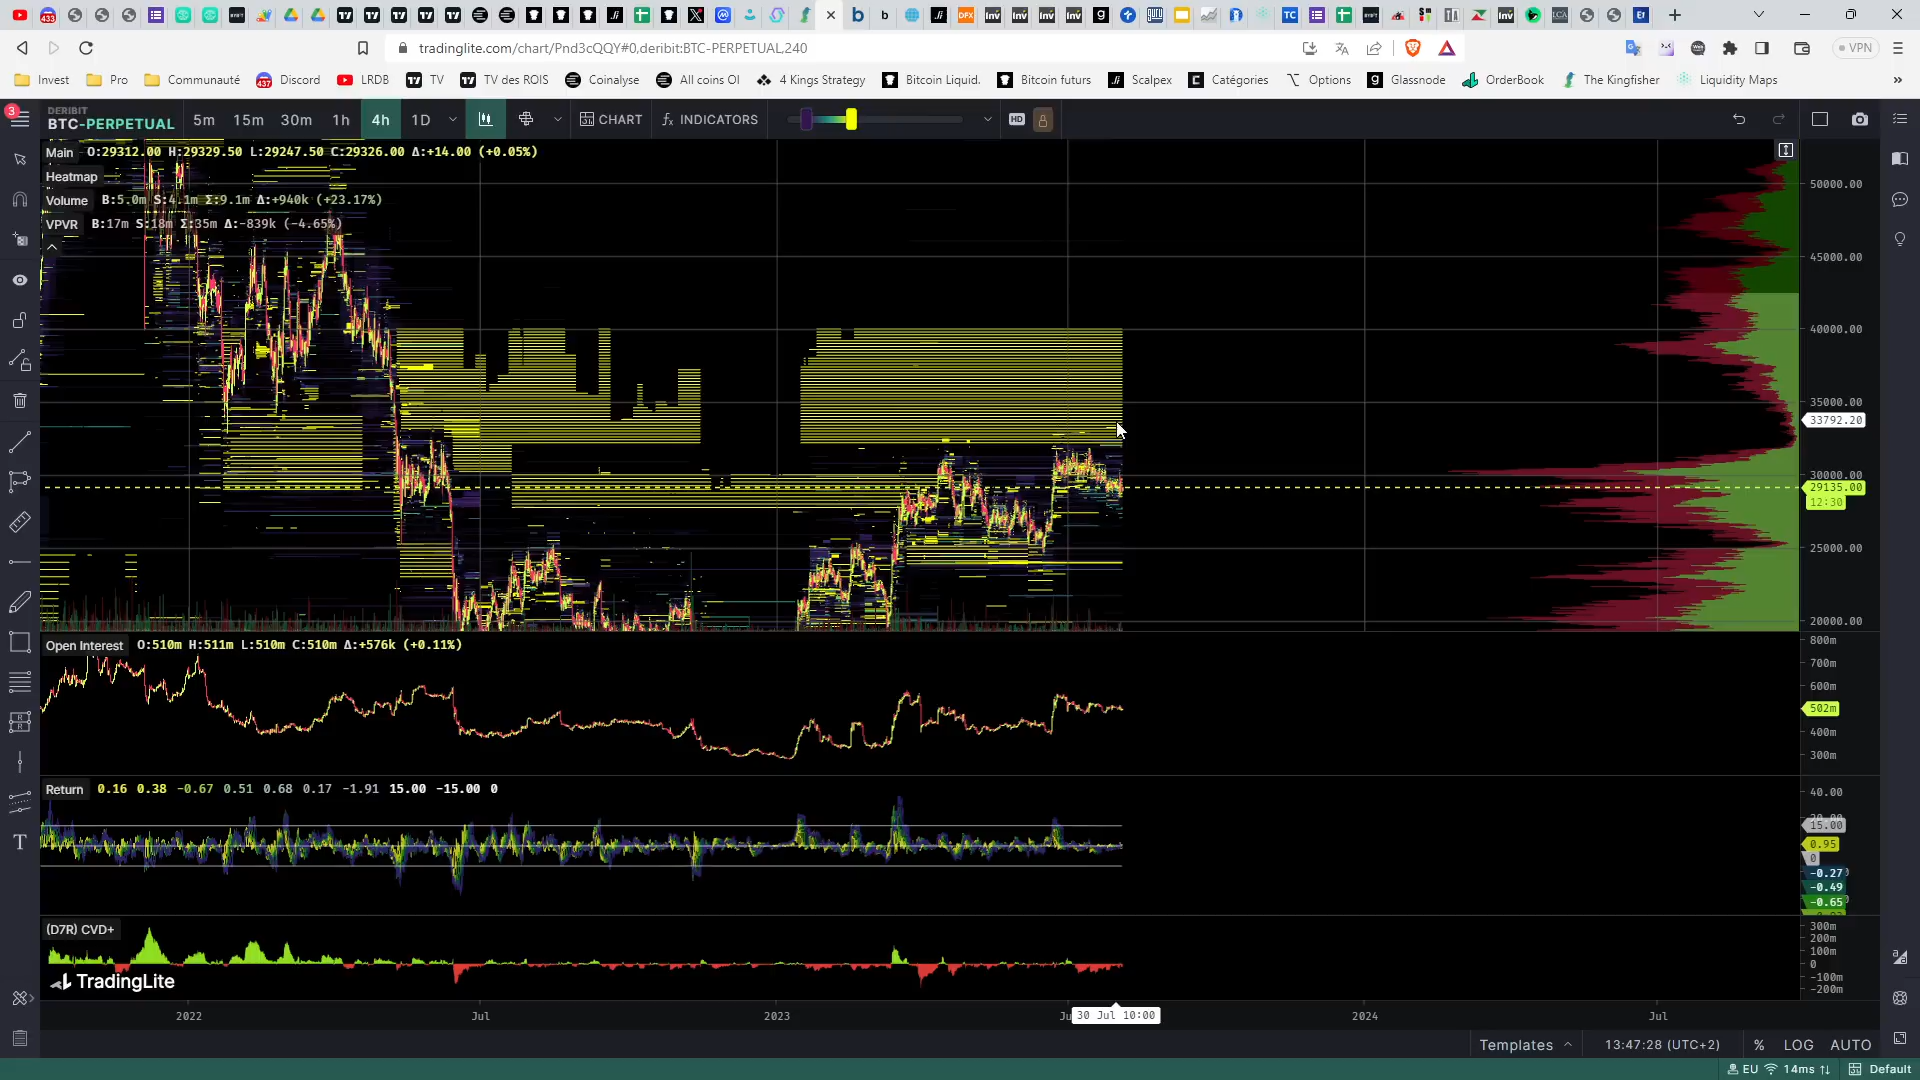 433
tradinglite.com/chart/Pnd3cQQY#0,deribit:BTC-PERPETUAL,240
VPN
Invest Pro Communauté Discord LRDB TV TV des ROIS Coinalyse All coins OI 4 Kings Strategy Bitcoin Liquid. Bitcoin futurs Scalpex Catégories Options Glassnode OrderBook The Kingfisher Liquidity Maps »
3
DERIBIT
BTC-PERPETUAL 5m 15m 30m 1h 4h 1D CHART fx INDICATORS HD
Main O:29312.00 H:29329.50 L:29247.50 C:29326.00 Δ:+14.00 (+0.05%)
Heatmap
Volume B:5.0m S:4.1m Σ:9.1m Δ:+940k (+23.17%)
VPVR B:17m S:18m Σ:35m Δ:-839k (-4.65%)
50000.00
45000.00
40000.00
35000.00
33792.20
30000.00
29135.00
12:30
25000.00
20000.00
Open Interest O:510m H:511m L:510m C:510m Δ:+576k (+0.11%)
800m
700m
600m
502m
400m
300m
Return 0.16 0.38 -0.67 0.51 0.68 0.17 -1.91 15.00 -15.00 0
40.00
15.00
0.95
0
-0.27
-0.49
-0.65
(D7R) CVD+
300m
200m
100m
0
-100m
-200m
TradingLite
2022 Jul 2023 30 Jul 10:00 2024 Jul
Templates 13:47:28 (UTC+2) % LOG AUTO
EU 14ms Default